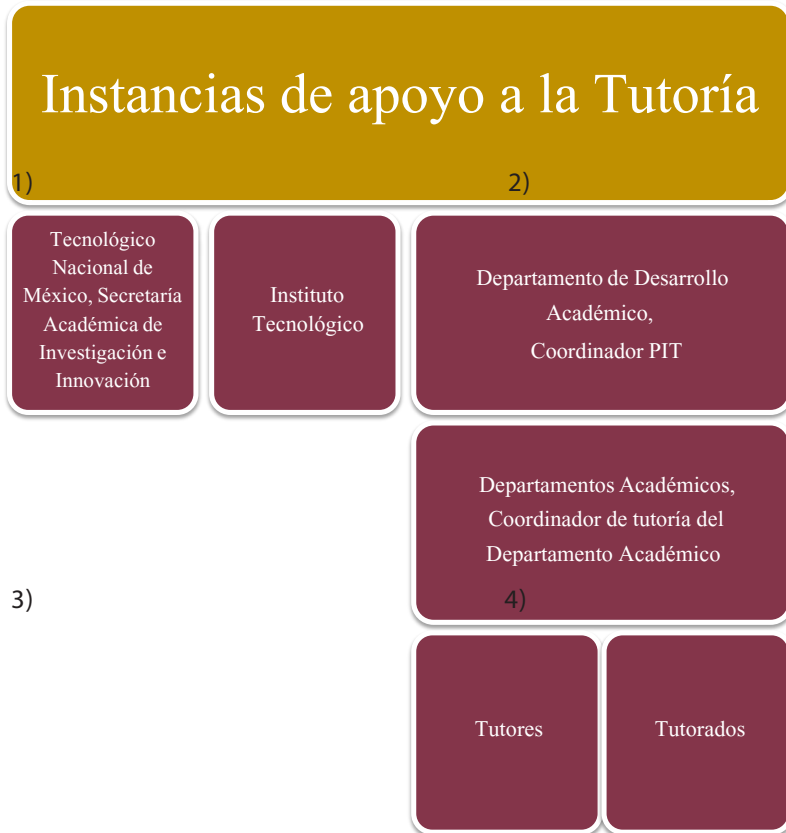 Instancias de apoyo a la Tutoría
1)
2)
Tecnológico
Nacional de
México, Secretaría
Académica de
Investigación e
Innovación
Instituto
Tecnológico
Departamento de Desarrollo
Académico,
Coordinador PIT
Departamentos Académicos,
Coordinador de tutoría del
Departamento Académico
3)
4)
Tutores
Tutorados